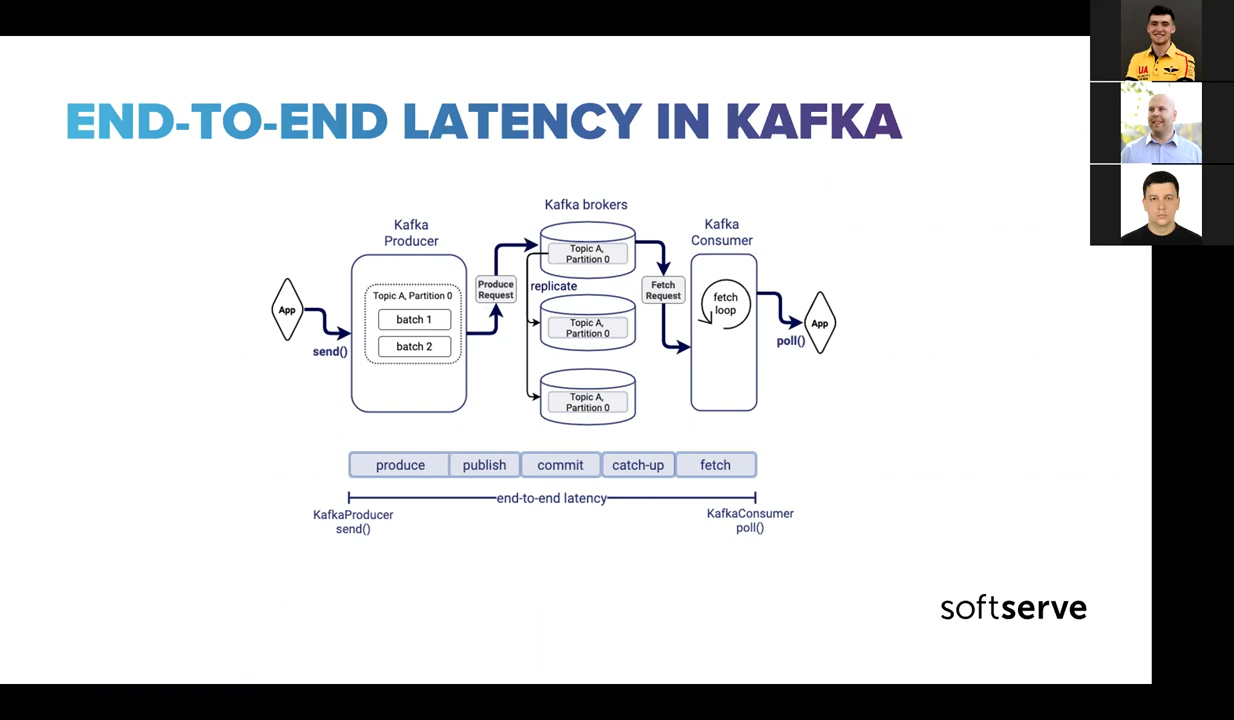 END-TO-END LATENCY IN KAFKA
Kafka brokers
Kafka
Producer
Kafka
Consumer
Topic A, Partition 0
batch 1
batch 2
App
send()
Produce
Request
Topic A,
Partition 0
replicate
Topic A,
Partition 0
Topic A,
Partition 0
Fetch
Request
fetch
loop
poll()
App
produce
publish
commit
catch-up
fetch
end-to-end latency
KafkaProducer
send()
KafkaConsumer
poll()
softserve
UA